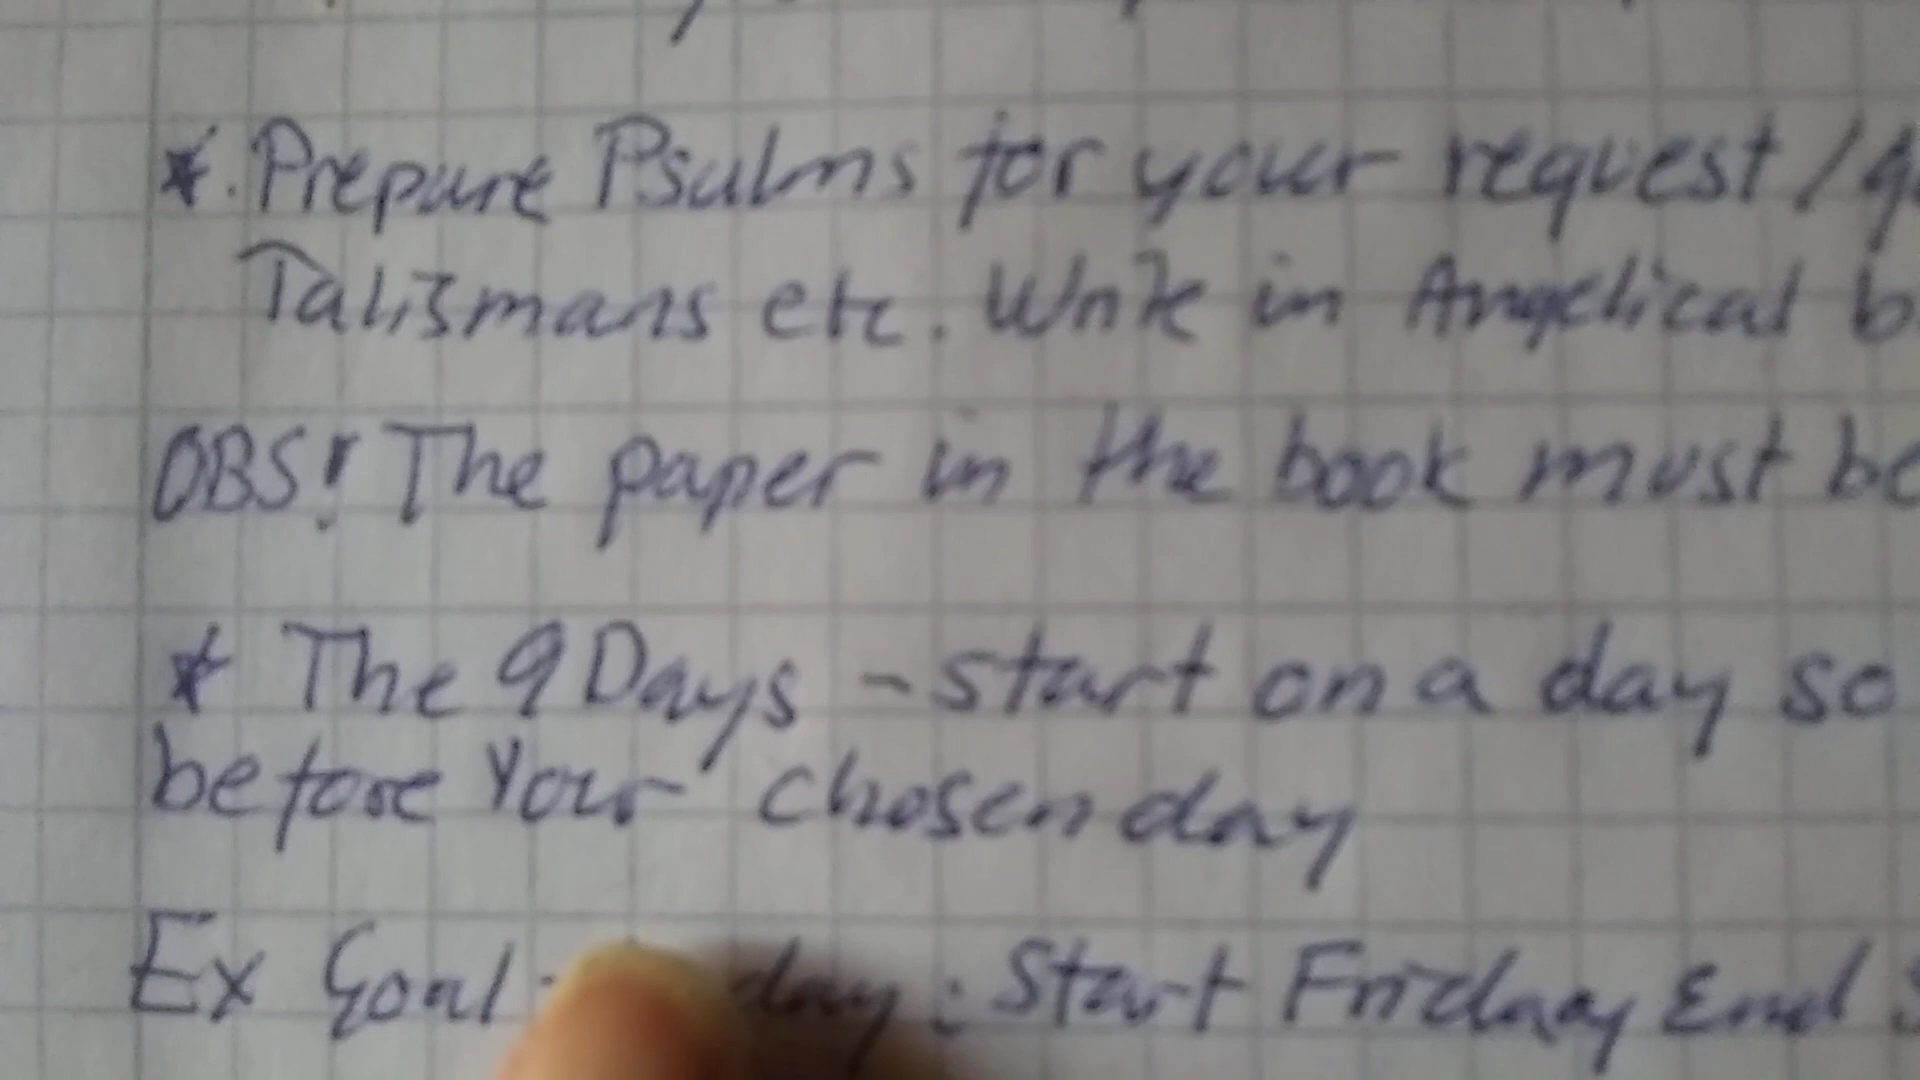 *. Prepare Psalms for your request /
Talismans etc. Write in Angelical
OBS! The paper in the book must be
* The 9 Days - start on a day so
before Your chosen day
Ex Goal day: Start Friday End